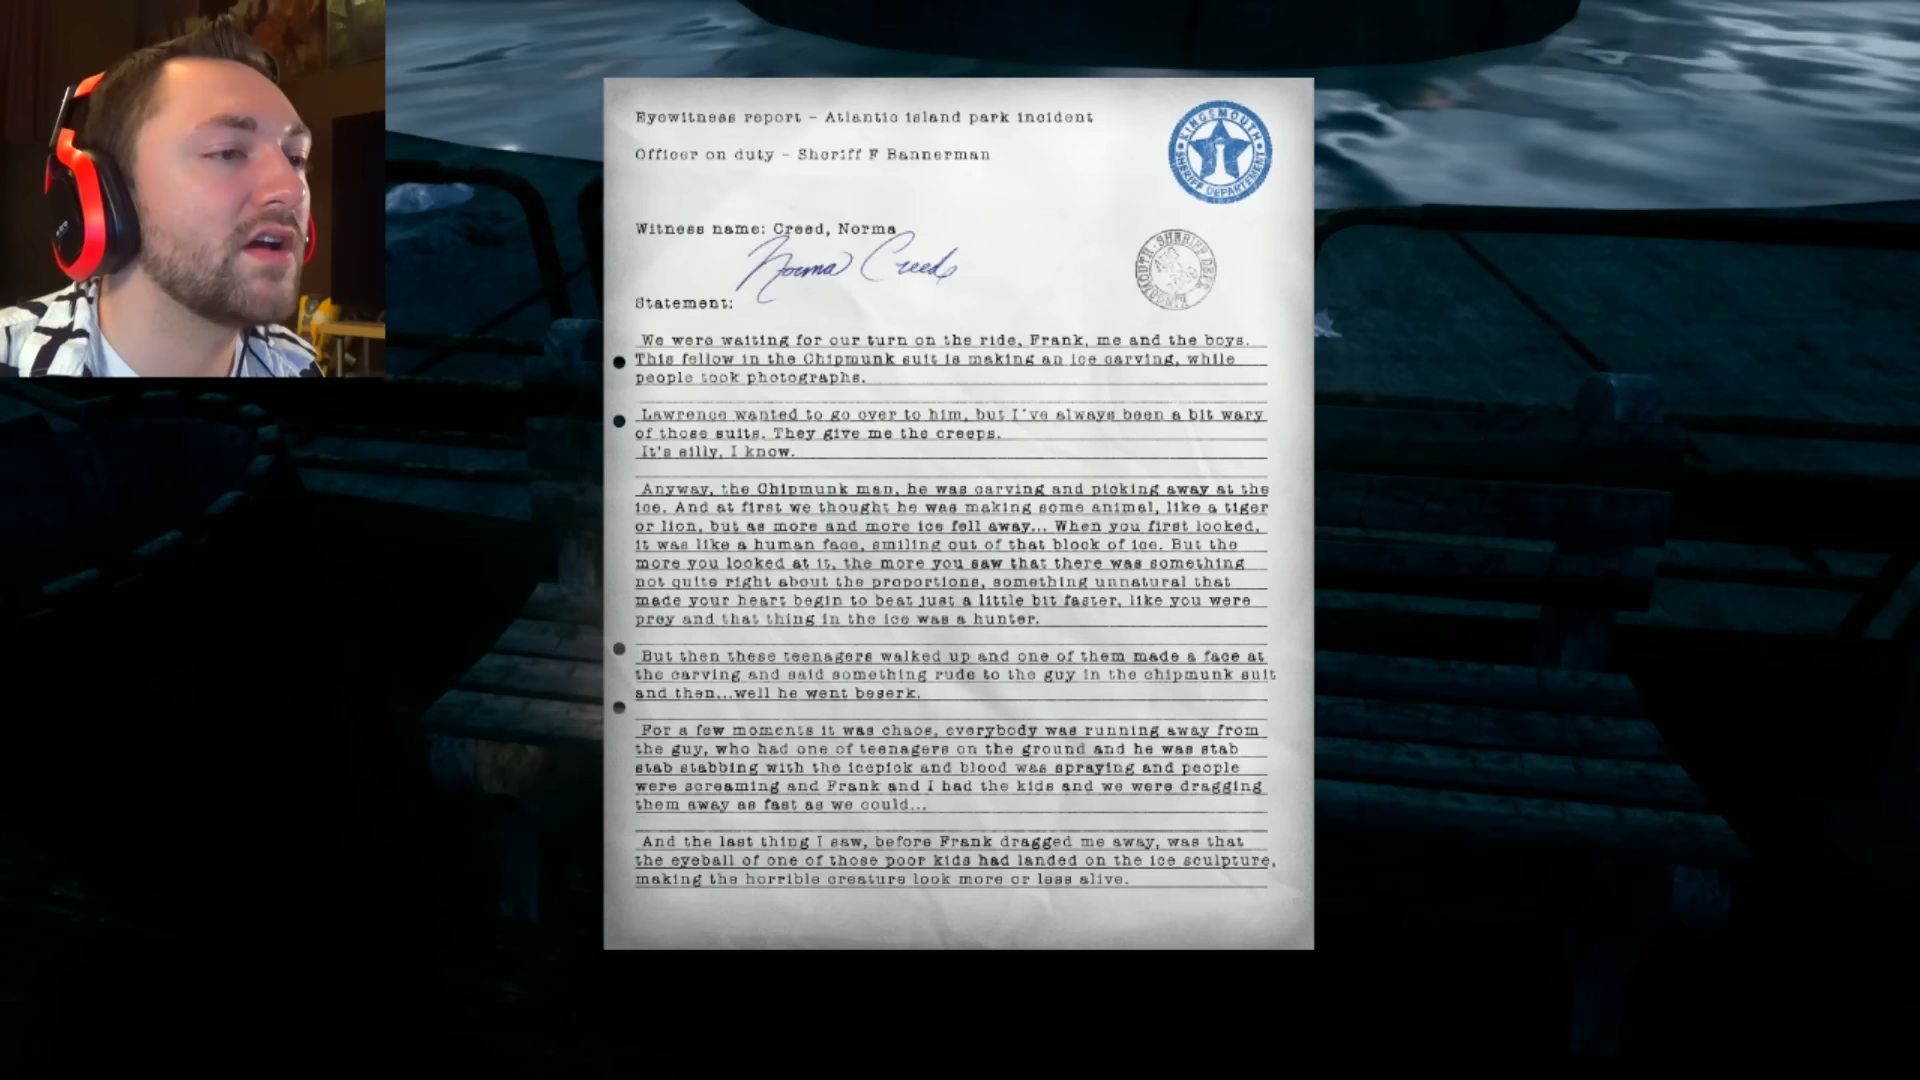 Eyewitness report - Atlantic island park incident
Officer on duty - Sheriff F Bannerman
KINGSMOUTH
SHERIFF DEPARTEMENT
Witness name: Creed, Norma
Norma Creed
Statement:
We were waiting for our turn on the ride, Frank, me and the boys.
This fellow in the Chipmunk suit is making an ice carving, while
people took photographs.
Lawrence wanted to go over to him, but I've always been a bit wary
of those suits. They give me the creeps.
It's silly, I know.
Anyway, the Chipmunk man, he was carving and picking away at the
ice. And at first we thought he was making some animal, like a tiger
or lion, but as more and more ice fell away... When you first looked,
it was like a human face, smiling out of that block of ice. But the
more you looked at it, the more you saw that there was something
not quite right about the proportions, something unnatural that
made your heart begin to beat just a little bit faster, like you were
prey and that thing in the ice was a hunter.
But then these teenagers walked up and one of them made a face at
the carving and said something rude to the guy in the chipmunk suit
and then...well he went beserk.
For a few moments it was chaos, everybody was running away from
the guy, who had one of teenagers on the ground and he was stab
stab stabbing with the icepick and blood was spraying and people
were screaming and Frank and I had the kids and we were dragging
them away as fast as we could...
And the last thing I saw, before Frank dragged me away, was that
the eyeball of one of those poor kids had landed on the ice sculpture,
making the horrible creature look more or less alive.